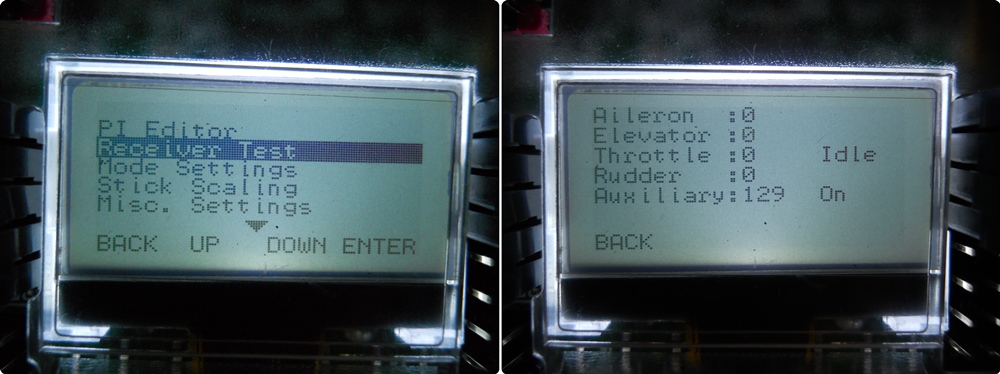 PI Editor
Receiver Test
Mode Settings
Stick Scaling
Misc. Settings
BACK UP DOWN ENTER
Aileron :0
Elevator :0
Throttle :0 Idle
Rudder :0
Auxiliary:129 On
BACK